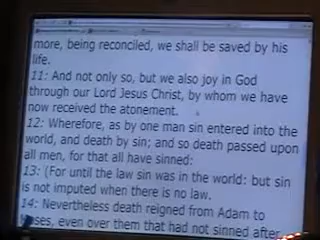 more, being reconciled, we shall be saved by his
life.
11: And not only so, but we also joy in God
through our Lord Jesus Christ, by whom we have
now received the atonement.
12: Wherefore, as by one man sin entered into the
world, and death by sin; and so death passed upon
all men, for that all have sinned:
13: (For until the law sin was in the world: but sin
is not imputed when there is no law.
14: Nevertheless death reigned from Adam to
oses, even over them that had not sinned after